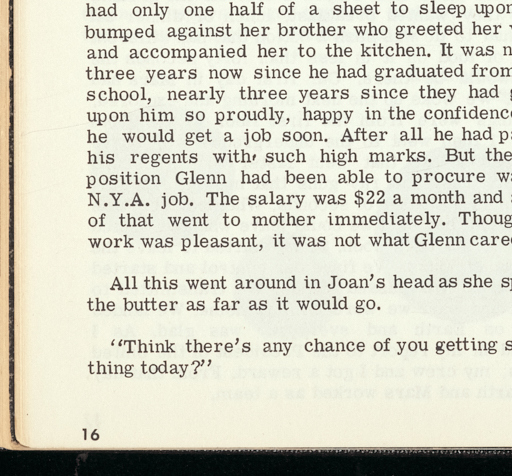 had only one half of a sheet to sleep upon
bumped against her brother who greeted her
and accompanied her to the kitchen. It was
three years now since he had graduated from
school, nearly three years since they had
upon him so proudly, happy in the confidence
he would get a job soon. After all he had
his regents with such high marks. But the
position Glenn had been able to procure
N.Y.A. job. The salary was $22 a month and
of that went to mother immediately. Thoug
work was pleasant, it was not what Glenn care
All this went around in Joan's head as she
the butter as far as it would go.
"Think there's any chance of you getting
thing today?"
16